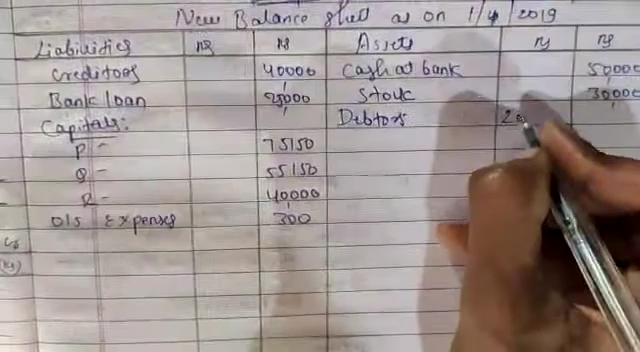 New Balance sheet as on 1/4/2019
Liabilities Rs Rs Assets Rs Rs
Creditors 40000 Cash at bank 50000
Bank loan 25000 Stock 30000
Capitals: Debtors 20
P - 75150
Q - 55150
R - 40000
O/s Expenses 300